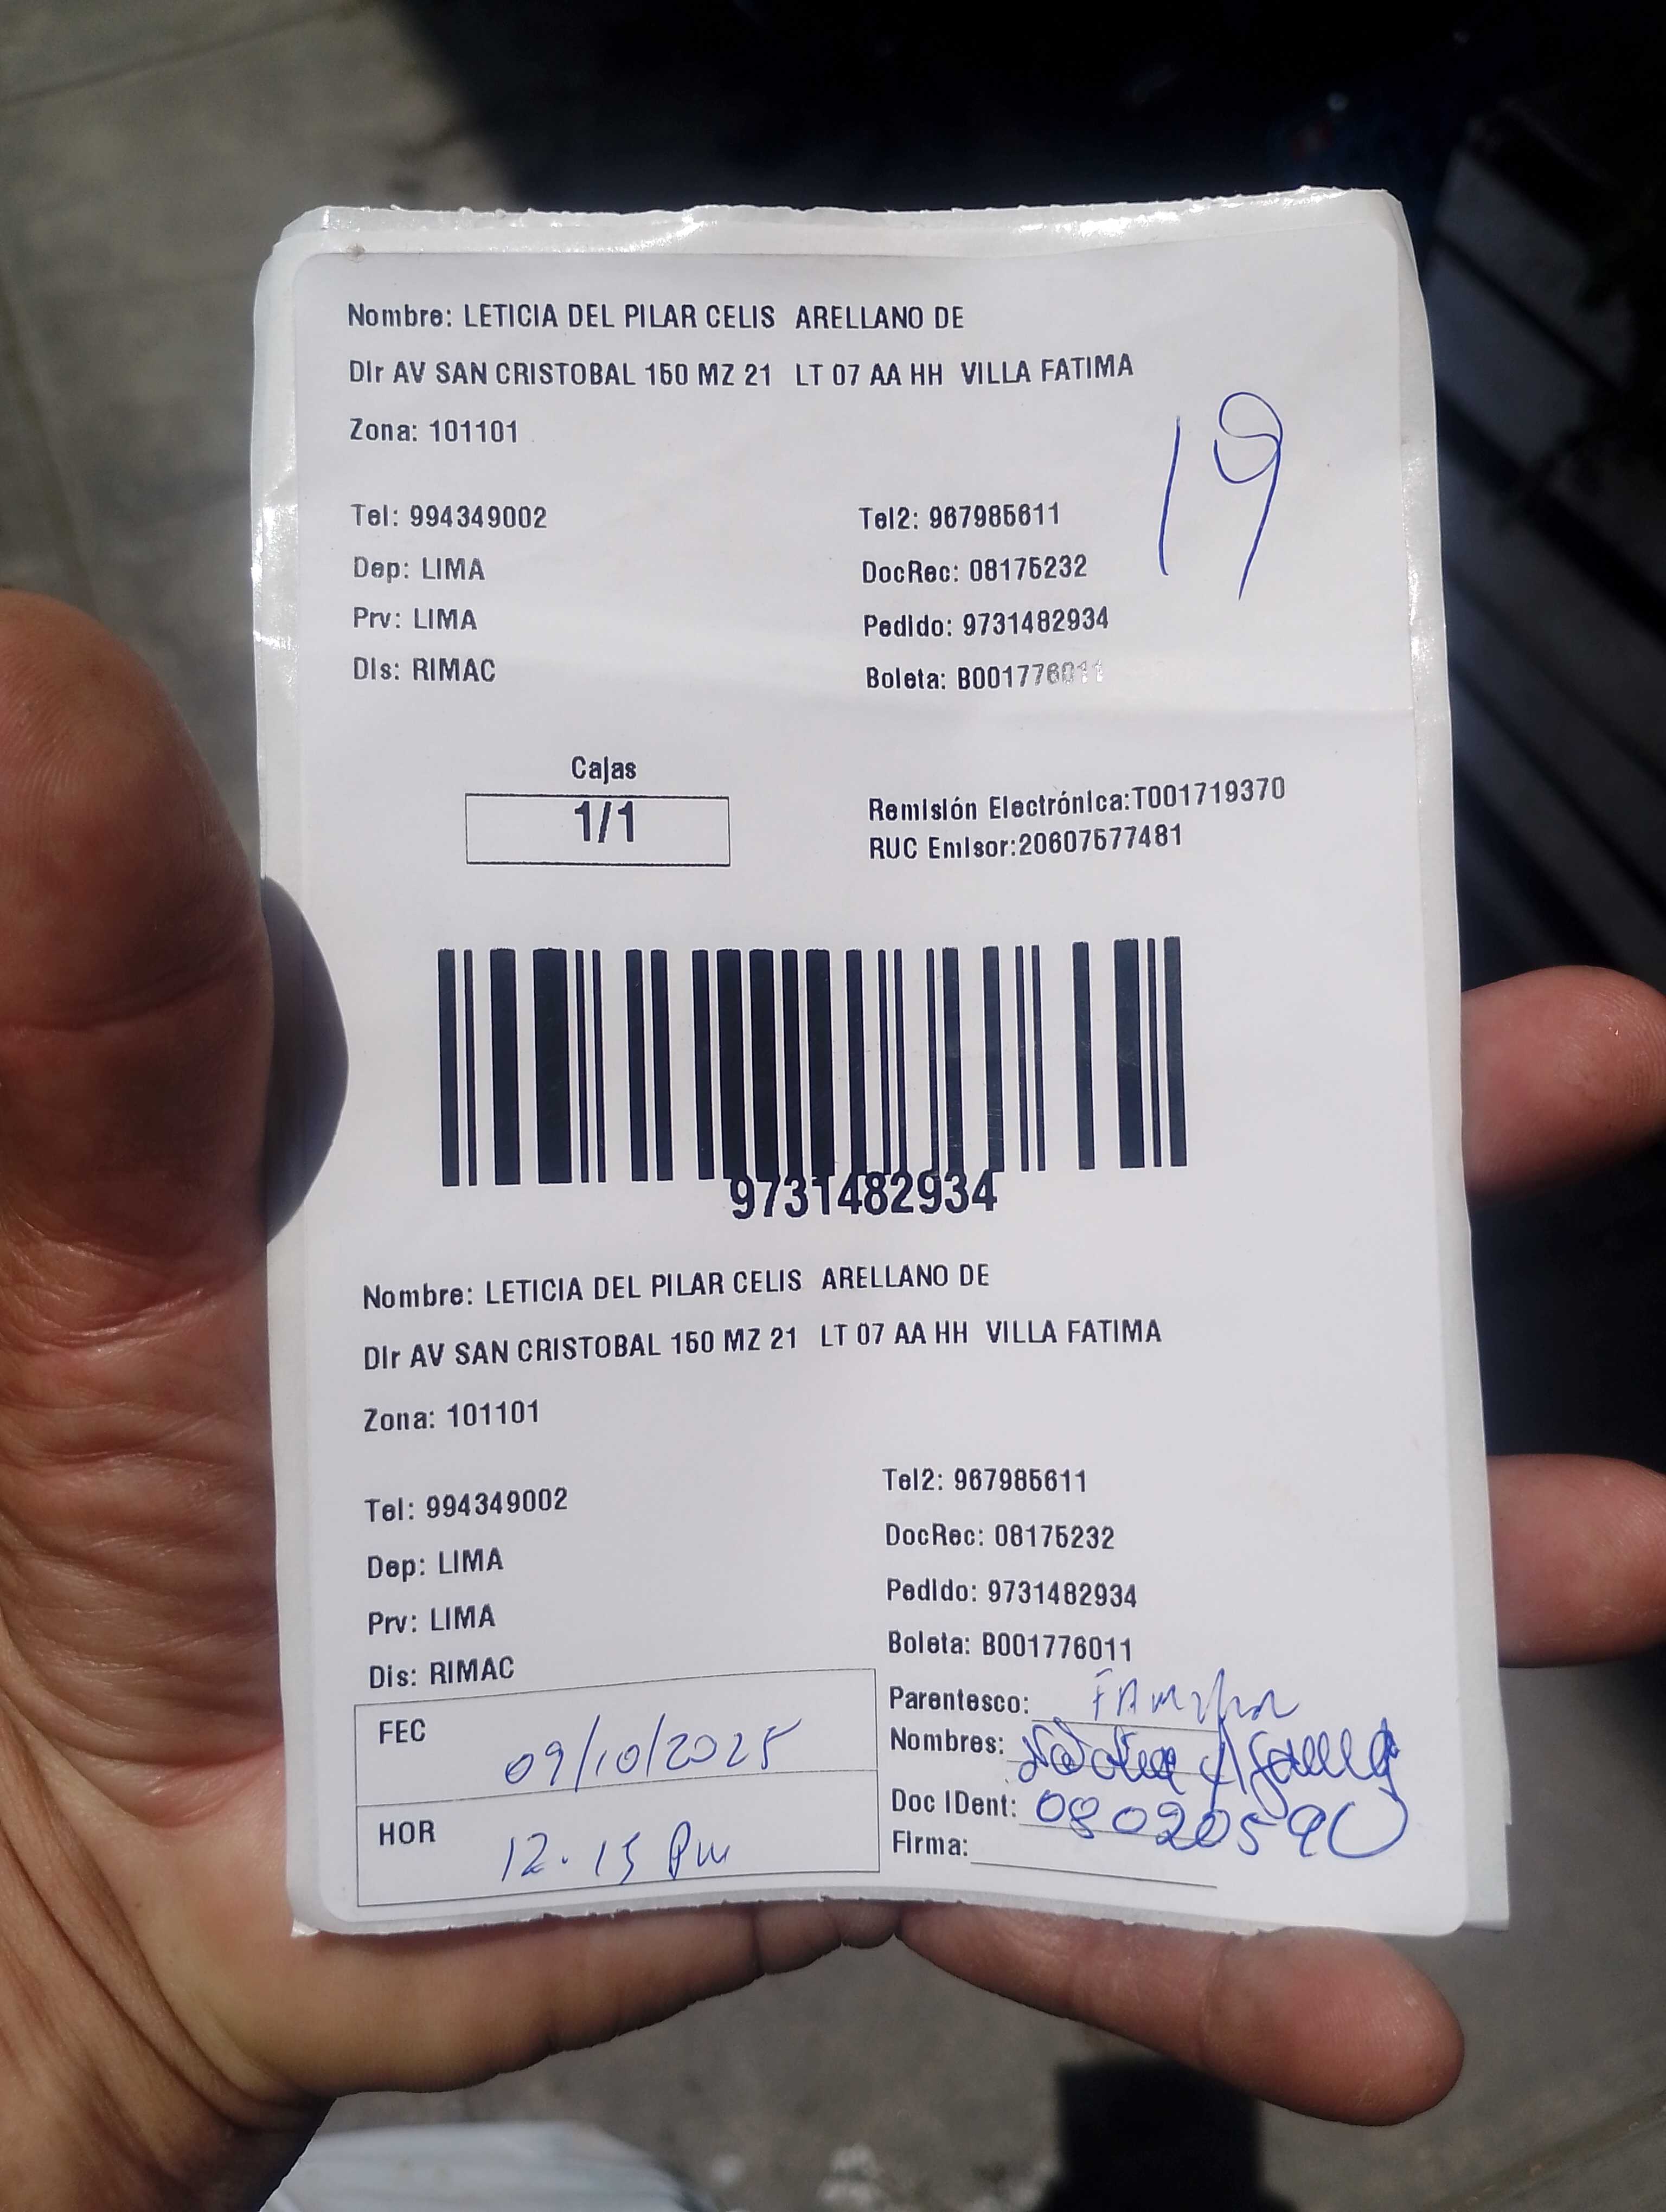 Nombre: LETICIA DEL PILAR CELIS ARELLANO DE
Dir AV SAN CRISTOBAL 150 MZ 21 LT 07 AA HH VILLA FATIMA
19
Zona: 101101
Tel: 994349002 Tel2: 967985611
Dep: LIMA DocRec: 08175232
Prv: LIMA Pedido: 9731482934
Dis: RIMAC Boleta: B001776011
Cajas
1/1
Remisión Electrónica:T001719370
RUC Emisor:20607577481
9731482934
Nombre: LETICIA DEL PILAR CELIS ARELLANO DE
Dir AV SAN CRISTOBAL 150 MZ 21 LT 07 AA HH VILLA FATIMA
Zona: 101101
Tel: 994349002 Tel2: 967985611
Dep: LIMA DocRec: 08175232
Prv: LIMA Pedido: 9731482934
Dis: RIMAC Boleta: B001776011
FEC 09/10/2025
HOR 12.15 Pm
Parentesco:
Nombres:
Doc IDent: 08020590
Firma: